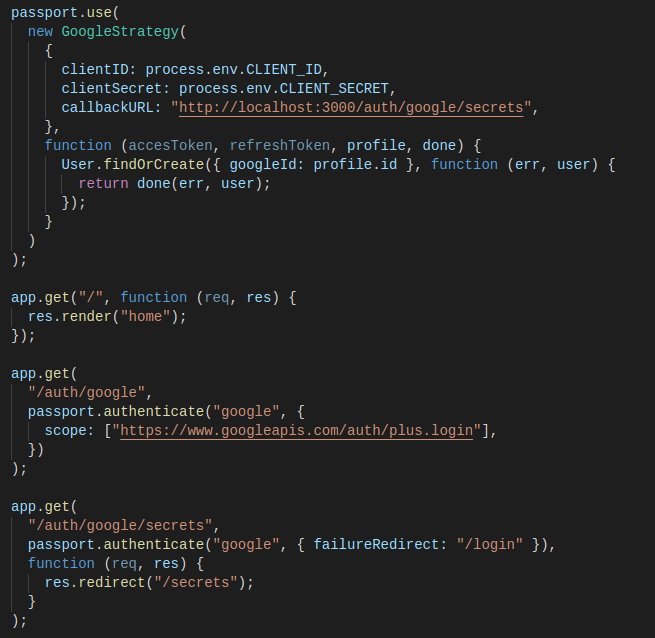 passport.use(
  new GoogleStrategy(
    {
      clientID: process.env.CLIENT_ID,
      clientSecret: process.env.CLIENT_SECRET,
      callbackURL: "http://localhost:3000/auth/google/secrets",
    },
    function (accesToken, refreshToken, profile, done) {
      User.findOrCreate({ googleId: profile.id }, function (err, user) {
        return done(err, user);
      });
    }
  )
);

app.get("/", function (req, res) {
  res.render("home");
});

app.get(
  "/auth/google",
  passport.authenticate("google", {
    scope: ["https://www.googleapis.com/auth/plus.login"],
  })
);

app.get(
  "/auth/google/secrets",
  passport.authenticate("google", { failureRedirect: "/login" }),
  function (req, res) {
    res.redirect("/secrets");
  }
);